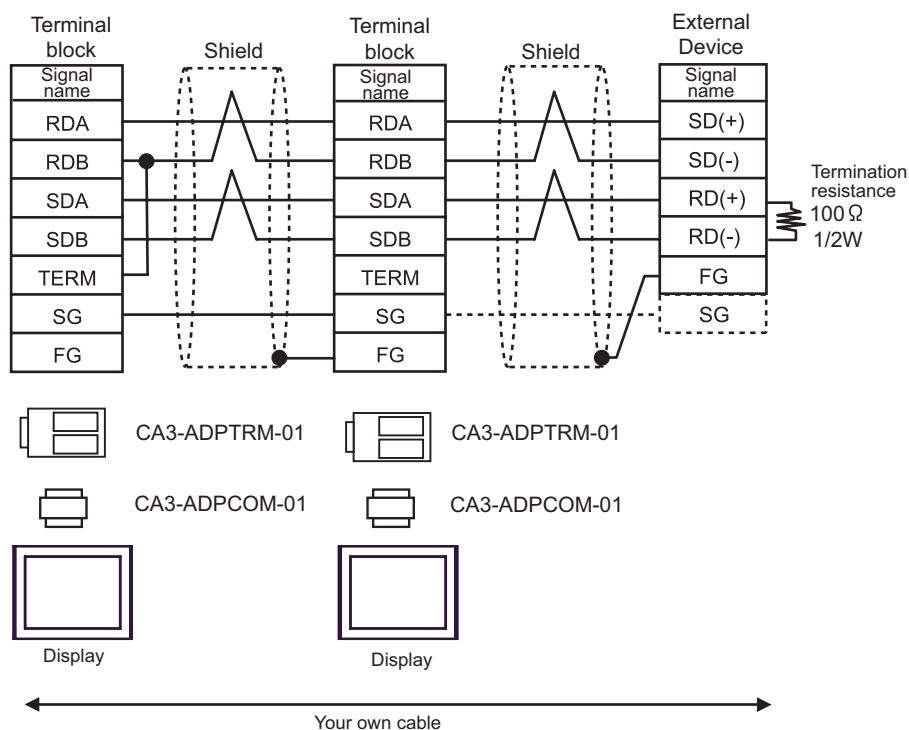 Terminal
block
Shield
Terminal
block
Shield
External
Device
Signal
name
Signal
name
Signal
name
RDA
RDA
SD(+)
RDB
RDB
SD(-)
SDA
SDA
RD(+)
SDB
SDB
RD(-)
TERM
TERM
FG
SG
SG
SG
FG
FG
Termination
resistance
100 Ω
1/2W
CA3-ADPTRM-01
CA3-ADPTRM-01
CA3-ADPCOM-01
CA3-ADPCOM-01
Display
Display
Your own cable